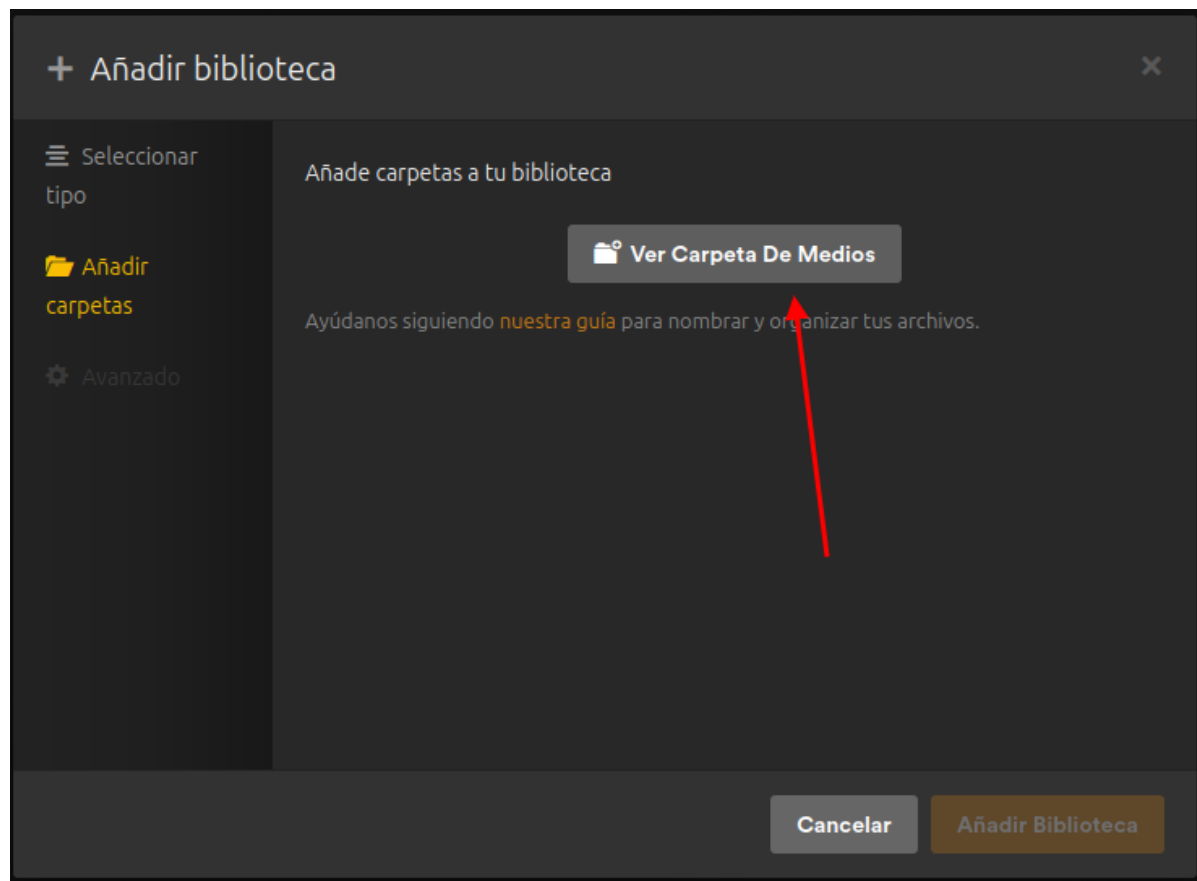 Añadir biblioteca
Seleccionar
tipo
Añadir
carpetas
Avanzado
Añade carpetas a tu biblioteca
Ver Carpeta De Medios
Ayúdanos siguiendo nuestra guía para nombrar y organizar tus archivos.
Cancelar
Añadir Biblioteca